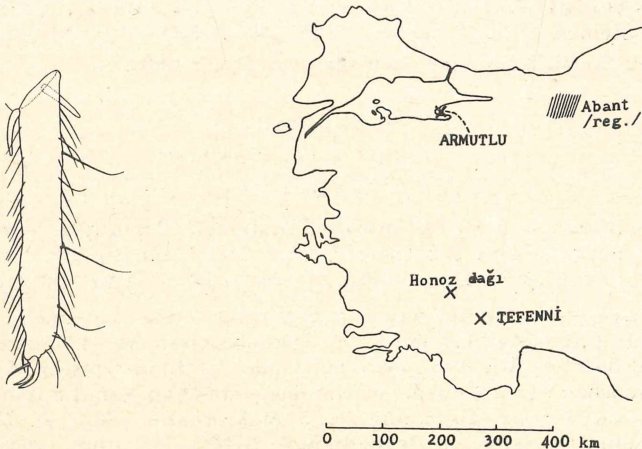 Abant
/reg./
ARMUTLU
Honoz dağı
TEFENNİ
0 100 200 300 400 km